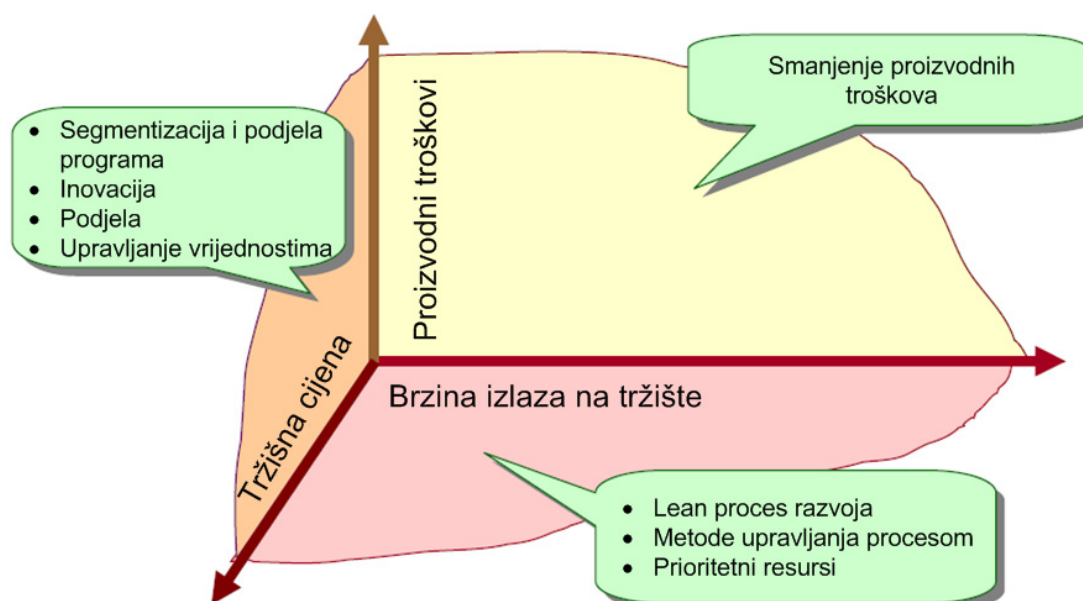 Smanjenje proizvodnih
troškova
• Segmentizacija i podjela
programa
• Inovacija
• Podjela
• Upravljanje vrijednostima
Proizvodni troškovi
Tržišna cijena
Brzina izlaza na tržište
• Lean proces razvoja
• Metode upravljanja procesom
• Prioritetni resursi